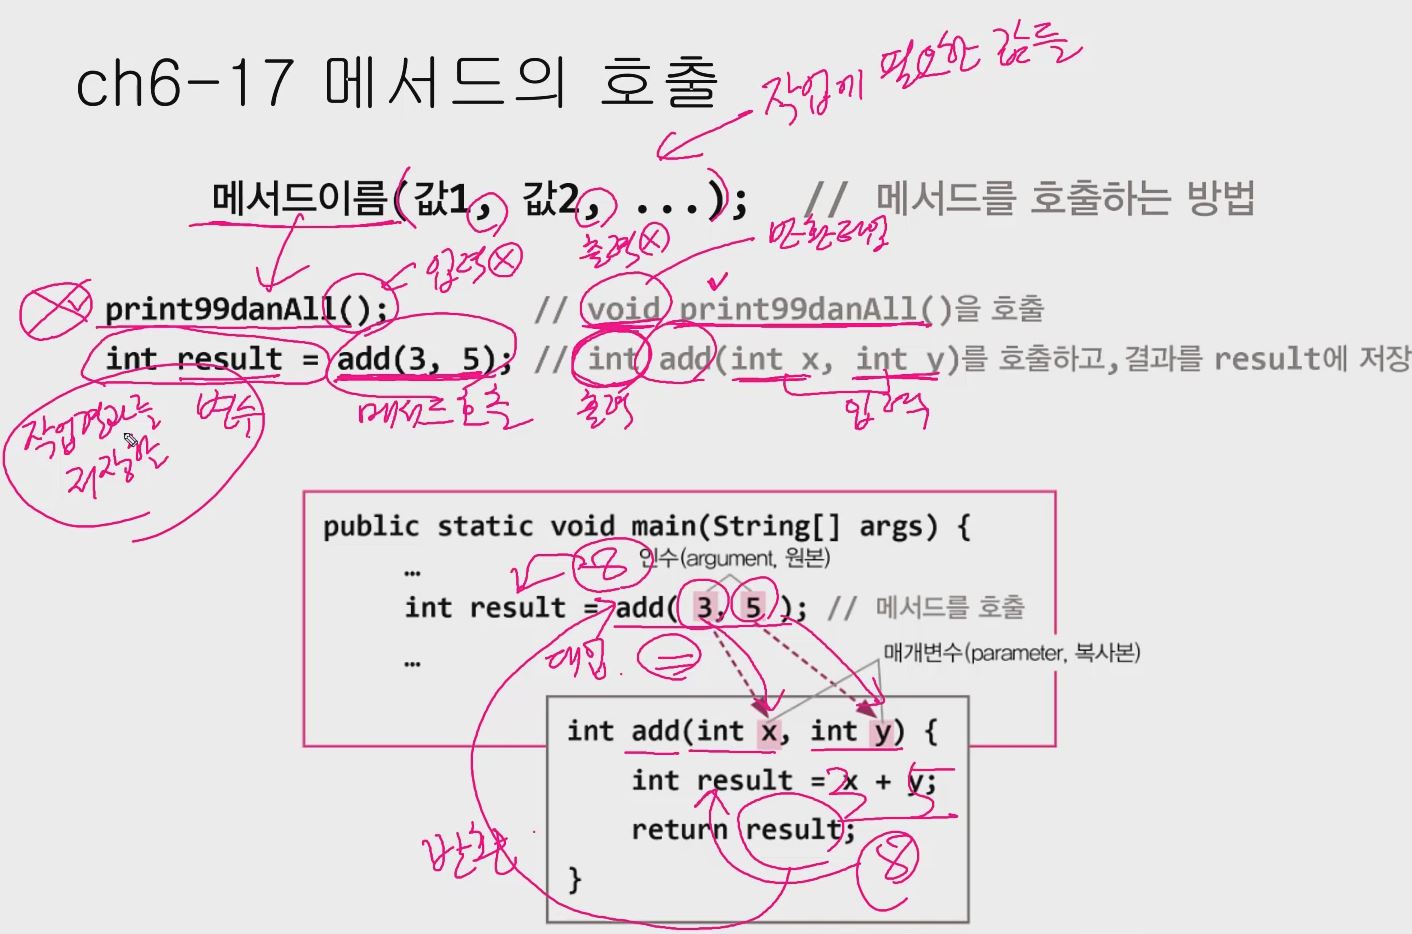 ch6-17 메서드의 호출
작업에 필요한 값들
메서드이름(값1, 값2, ...);   // 메서드를 호출하는 방법
입력 X
출력 X
반환타입
print99danAll();   // void print99danAll()을 호출
int result = add(3, 5);   // int add(int x, int y)를 호출하고,결과를 result에 저장
작업결과를
저장할
변수
메서드호출
출력
입력
public static void main(String[] args) {
…
8
인수(argument, 원본)
int result = add( 3, 5 );   // 메서드를 호출
대입 =
…
매개변수(parameter, 복사본)
int add(int x, int y) {
int result = x + y;
3 5
return result;
8
반환
}